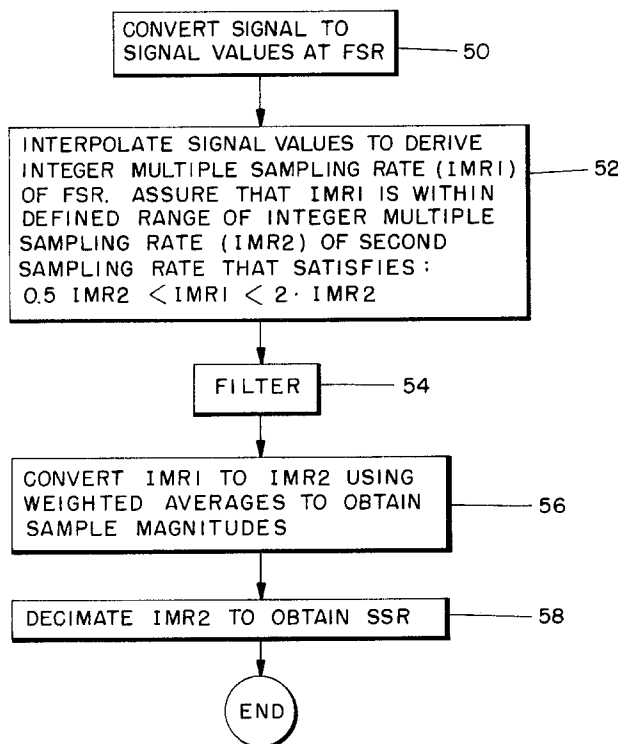 CONVERT SIGNAL TO
SIGNAL VALUES AT FSR
50
INTERPOLATE SIGNAL VALUES TO DERIVE
INTEGER MULTIPLE SAMPLING RATE (IMR1)
OF FSR. ASSURE THAT IMR1 IS WITHIN
DEFINED RANGE OF INTEGER MULTIPLE
SAMPLING RATE (IMR2) OF SECOND
SAMPLING RATE THAT SATISFIES:
0.5 IMR2 < IMR1 < 2· IMR2
52
FILTER
54
CONVERT IMR1 TO IMR2 USING
WEIGHTED AVERAGES TO OBTAIN
SAMPLE MAGNITUDES
56
DECIMATE IMR2 TO OBTAIN SSR
58
END